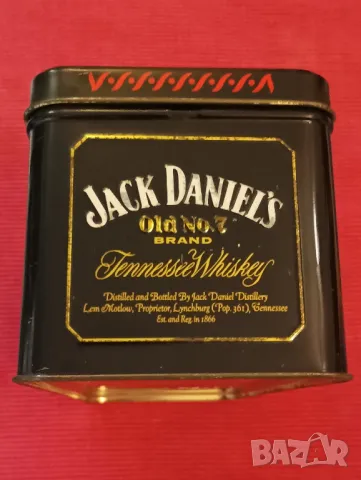 JACK DANIEL'S
Old No.7
BRAND
Tennessee Whiskey
Distilled and Bottled By Jack Daniel Distillery
Lem Motlow, Proprietor, Lynchburg (Pop. 361), Tennessee
Est. and Reg. in 1866
BAZAR
bg